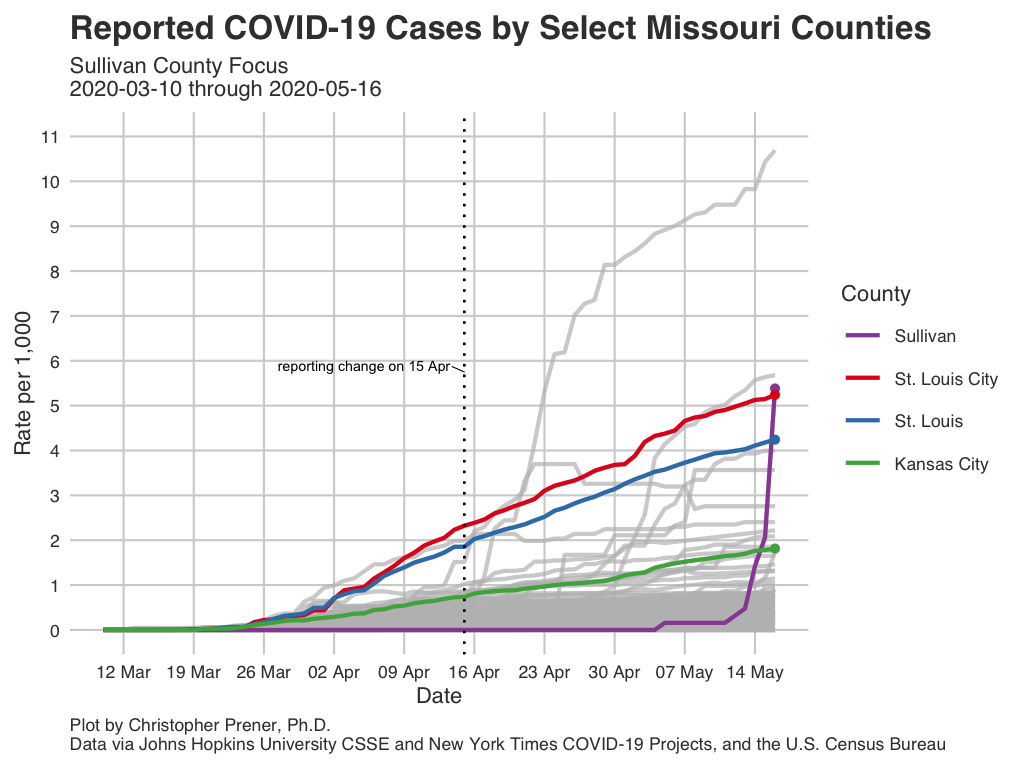 Reported COVID-19 Cases by Select Missouri Counties
Sullivan County Focus
2020-03-10 through 2020-05-16
11
10
9
8
7
6
5
4
3
2
1
0
Rate per 1,000
reporting change on 15 Apr
12 Mar
19 Mar
26 Mar
02 Apr
09 Apr
16 Apr
23 Apr
30 Apr
07 May
14 May
Date
County
Sullivan
St. Louis City
St. Louis
Kansas City
Plot by Christopher Prener, Ph.D.
Data via Johns Hopkins University CSSE and New York Times COVID-19 Projects, and the U.S. Census Bureau